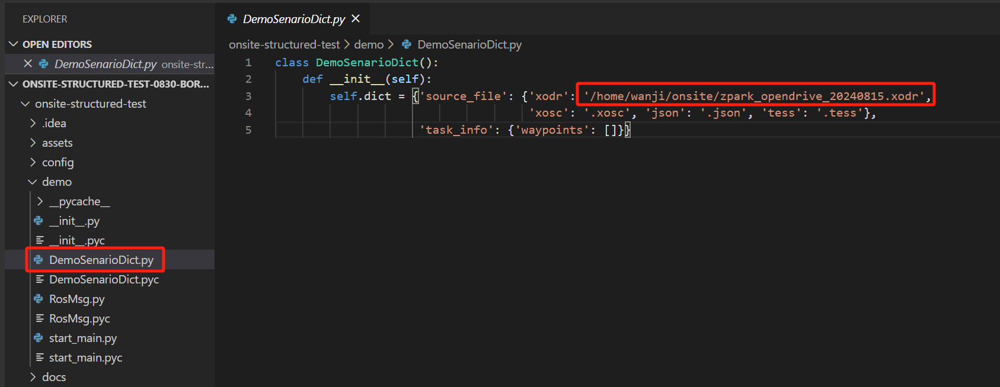 EXPLORER
OPEN EDITORS
DemoSenarioDict.py onsite-str...
ONSITE-STRUCTURED-TEST-0830-BOR...
onsite-structured-test
.idea
assets
config
demo
__pycache__
__init__.py
__init__.pyc
DemoSenarioDict.py
DemoSenarioDict.pyc
RosMsg.py
RosMsg.pyc
start_main.py
start_main.pyc
docs
DemoSenarioDict.py
onsite-structured-test > demo > DemoSenarioDict.py
1 class DemoSenarioDict():
2 def __init__(self):
3 self.dict = {'source_file': {'xodr': '/home/wanji/onsite/zpark_opendrive_20240815.xodr',
4 'xosc': '.xosc', 'json': '.json', 'tess': '.tess'},
5 'task_info': {'waypoints': []}}